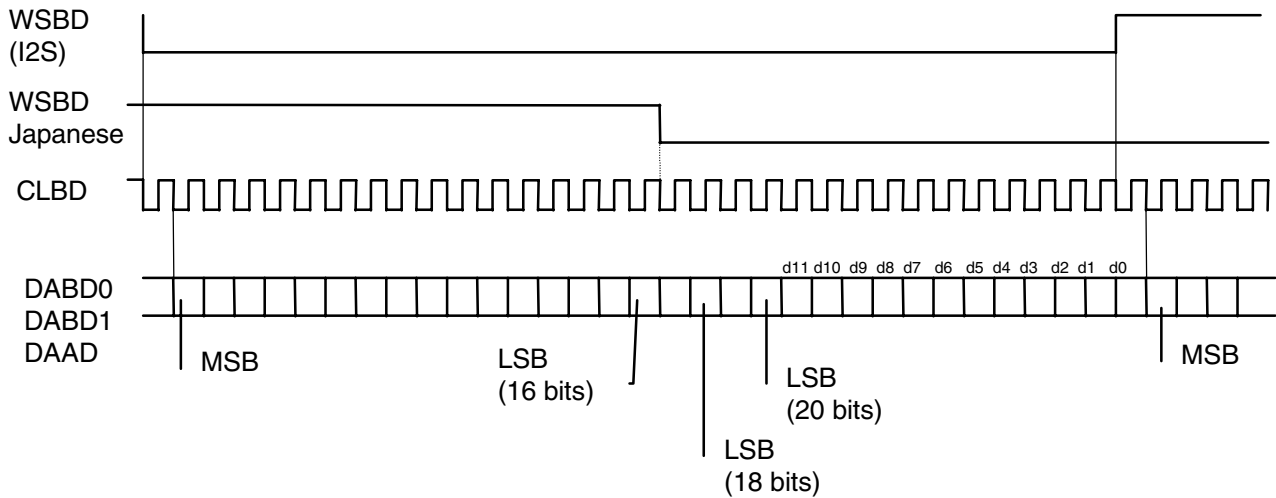 WSBD
(I2S)
WSBD
Japanese
CLBD
d11 d10 d9 d8 d7 d6 d5 d4 d3 d2 d1 d0
DABD0
DABD1
DAAD
MSB
LSB
(16 bits)
LSB
(18 bits)
LSB
(20 bits)
MSB